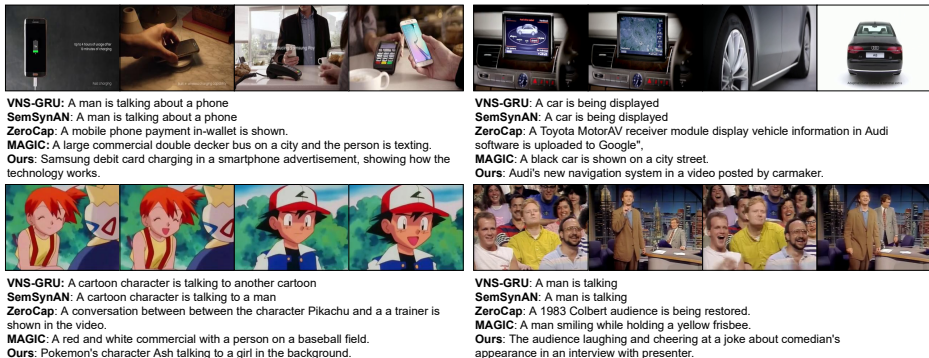 VNS-GRU: A man is talking about a phone
SemSynAN: A man is talking about a phone
ZeroCap: A mobile phone payment in-wallet is shown.
MAGIC: A large commercial double decker bus on a city and the person is texting.
Ours: Samsung debit card charging in a smartphone advertisement, showing how the
technology works.
VNS-GRU: A car is being displayed
SemSynAN: A car is being displayed
ZeroCap: A Toyota MotorAV receiver module display vehicle information in Audi
software is uploaded to Google",
MAGIC: A black car is shown on a city street.
Ours: Audi's new navigation system in a video posted by carmaker.
VNS-GRU: A cartoon character is talking to another cartoon
SemSynAN: A cartoon character is talking to a man
ZeroCap: A conversation between between the character Pikachu and a a trainer is
shown in the video.
MAGIC: A red and white commercial with a person on a baseball field.
Ours: Pokemon's character Ash talking to a girl in the background.
VNS-GRU: A man is talking
SemSynAN: A man is talking
ZeroCap: A 1983 Colbert audience is being restored.
MAGIC: A man smiling while holding a yellow frisbee.
Ours: The audience laughing and cheering at a joke about comedian's
appearance in an interview with presenter.